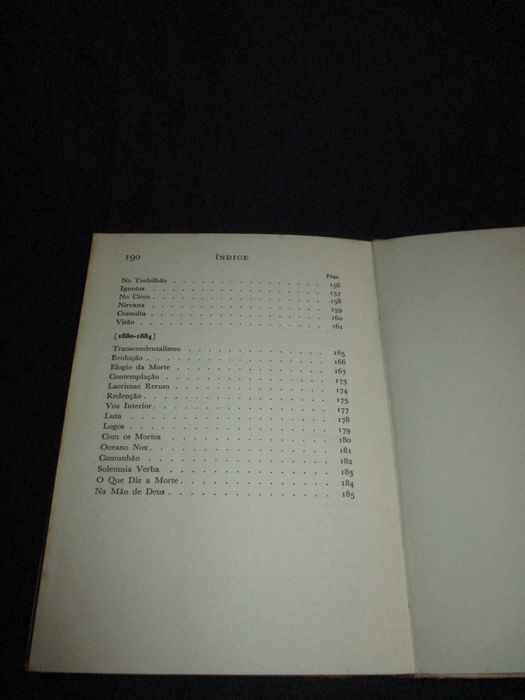 190 ÍNDICE
Págs.
No Turbilhão . . . . . . . . . . . . . . . . 156
Ignotus . . . . . . . . . . . . . . . . 157
No Circo . . . . . . . . . . . . . . . . 158
Nirvana . . . . . . . . . . . . . . . . 159
Consulta . . . . . . . . . . . . . . . . 160
Visão . . . . . . . . . . . . . . . . 161
[1880-1884]
Transcendentalismo . . . . . . . . . . . . . 165
Evolução . . . . . . . . . . . . . . . . 166
Elogio da Morte . . . . . . . . . . . . . . 167
Contemplação . . . . . . . . . . . . . . . 173
Lacrimae Rerum . . . . . . . . . . . . . . 174
Redenção . . . . . . . . . . . . . . . . 175
Voz Interior . . . . . . . . . . . . . . . . 177
Luta . . . . . . . . . . . . . . . . 178
Logos . . . . . . . . . . . . . . . . 179
Com os Mortos . . . . . . . . . . . . . . 180
Oceano Nox . . . . . . . . . . . . . . . 181
Comunhão . . . . . . . . . . . . . . . . 182
Solemnia Verba . . . . . . . . . . . . . . 183
O Que Diz a Morte . . . . . . . . . . . . . 184
Na Mão de Deus . . . . . . . . . . . . . . 185